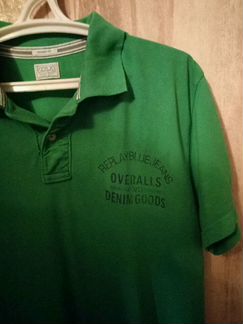 REPLAY BLUE JEANS
OVERALLS
DENIM GOODS